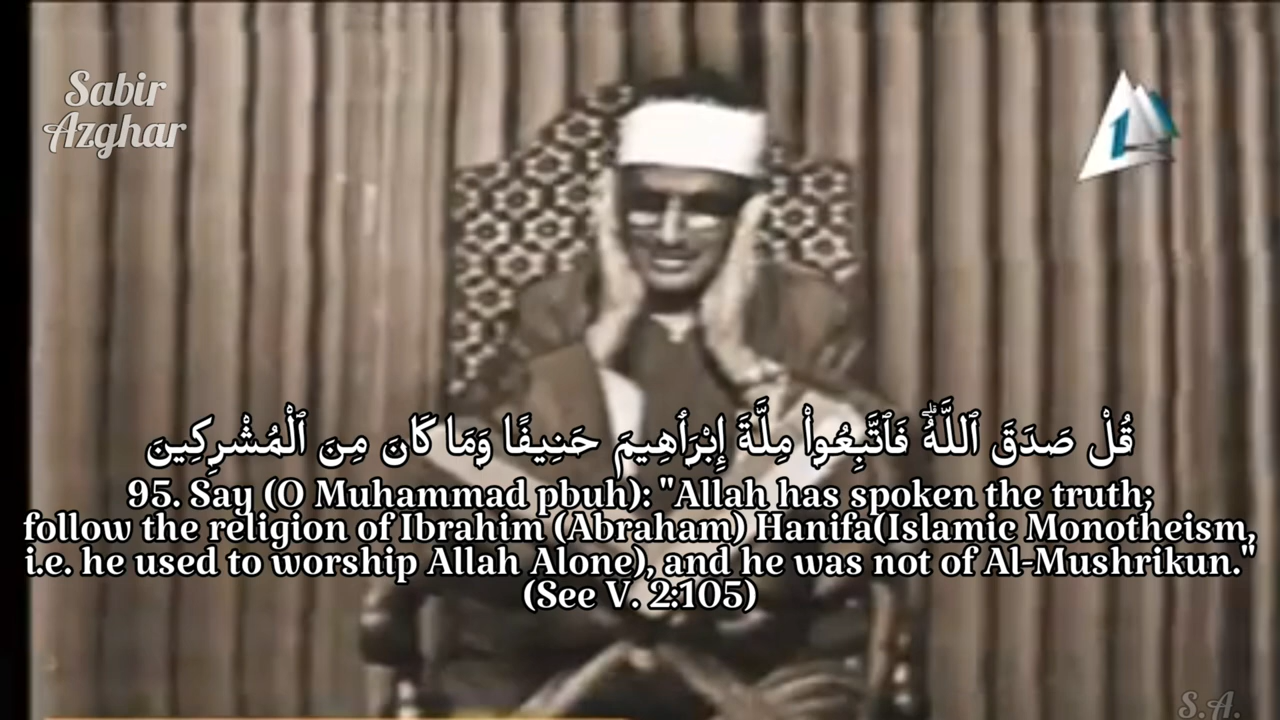 Sabir
Azghar
1
قُلْ صَدَقَ ٱللَّهُ ۗ فَٱتَّبِعُوا۟ مِلَّةَ إِبْرَٰهِيمَ حَنِيفًا وَمَا كَانَ مِنَ ٱلْمُشْرِكِينَ
95. Say (O Muhammad pbuh): "Allah has spoken the truth;
follow the religion of Ibrahim (Abraham) Hanifa(Islamic Monotheism,
i.e. he used to worship Allah Alone), and he was not of Al-Mushrikun."
(See V. 2:105)
S.A.